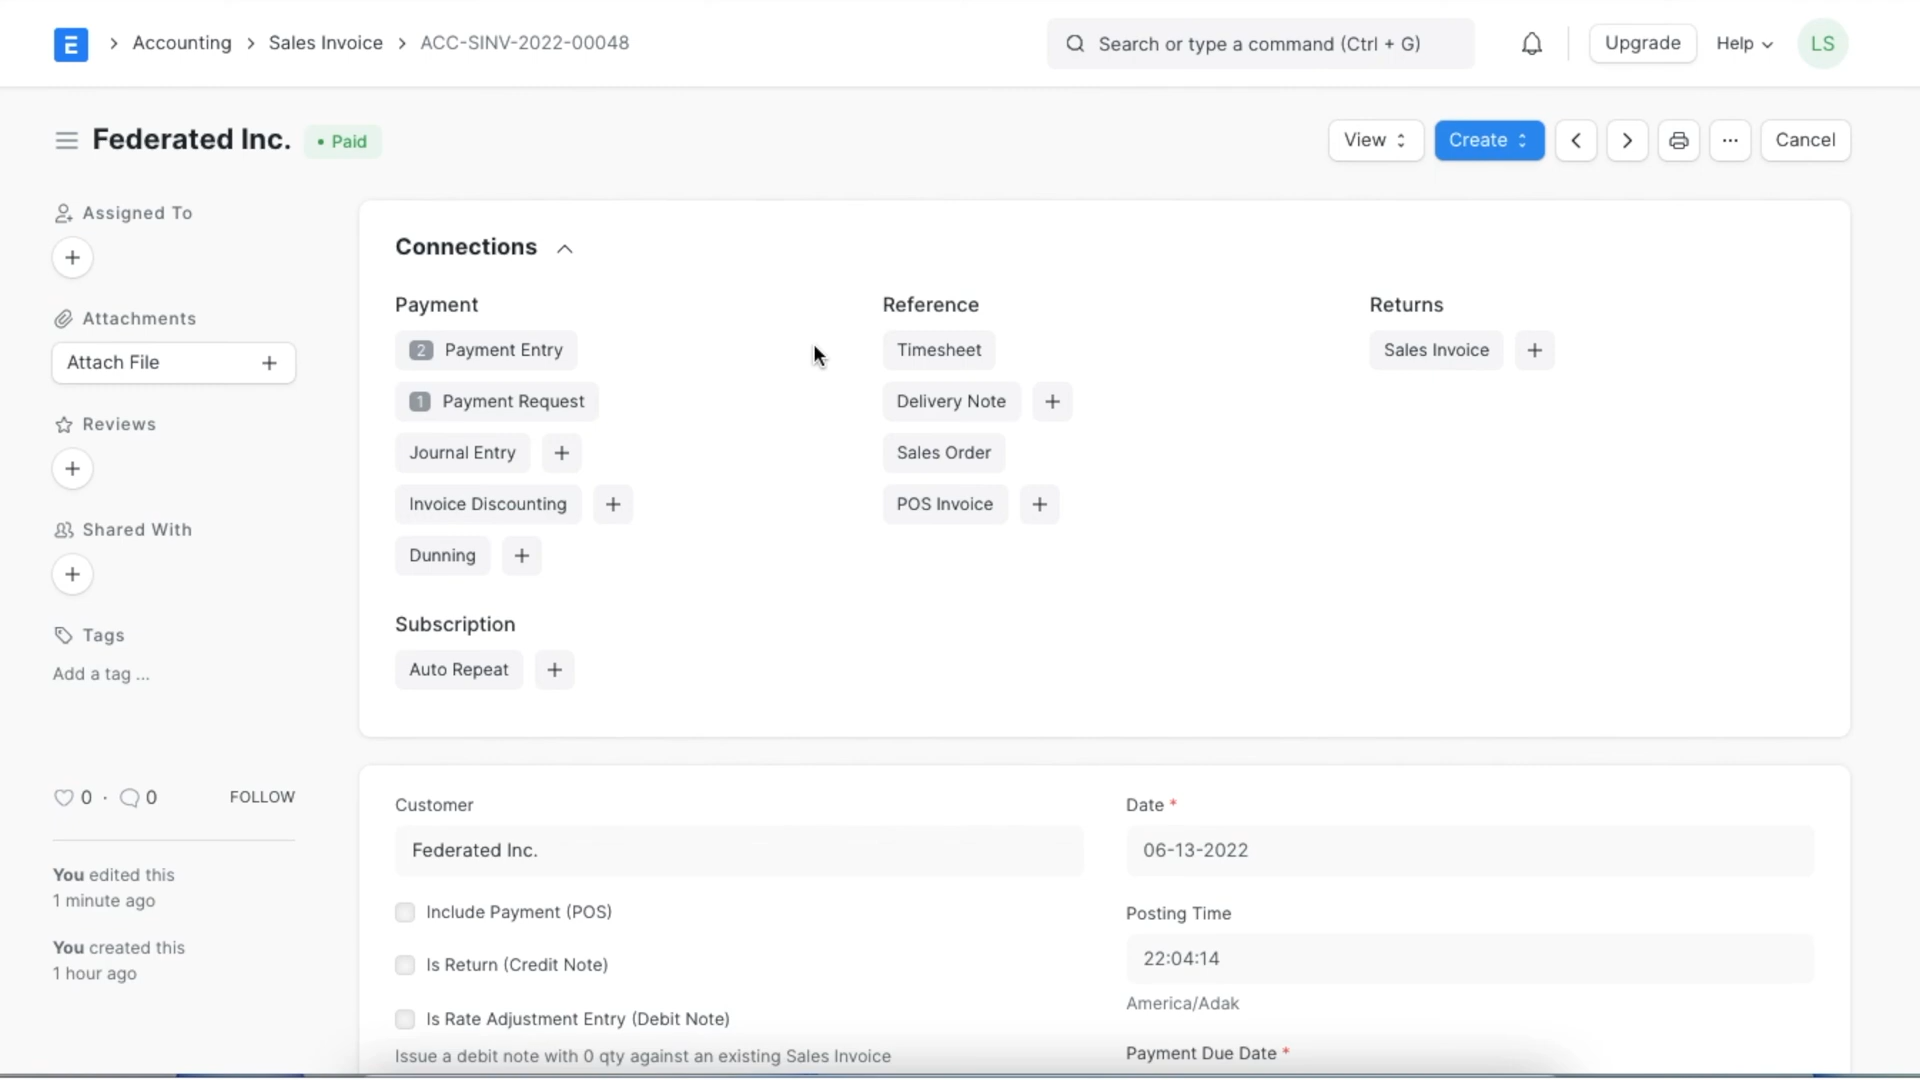 E > Accounting > Sales Invoice > ACC-SINV-2022-00048
Search or type a command (Ctrl + G)
Upgrade
Help
LS
Federated Inc.
• Paid
View
Create
Cancel
Assigned To
Attachments
Attach File
Reviews
Shared With
Tags
Add a tag ...
0 · 0
FOLLOW
You edited this
1 minute ago
You created this
1 hour ago
Connections
Payment
2 Payment Entry
1 Payment Request
Journal Entry
Invoice Discounting
Dunning
Subscription
Auto Repeat
Reference
Timesheet
Delivery Note
Sales Order
POS Invoice
Returns
Sales Invoice
Customer
Federated Inc.
Include Payment (POS)
Is Return (Credit Note)
Is Rate Adjustment Entry (Debit Note)
Issue a debit note with 0 qty against an existing Sales Invoice
Date *
06-13-2022
Posting Time
22:04:14
America/Adak
Payment Due Date *